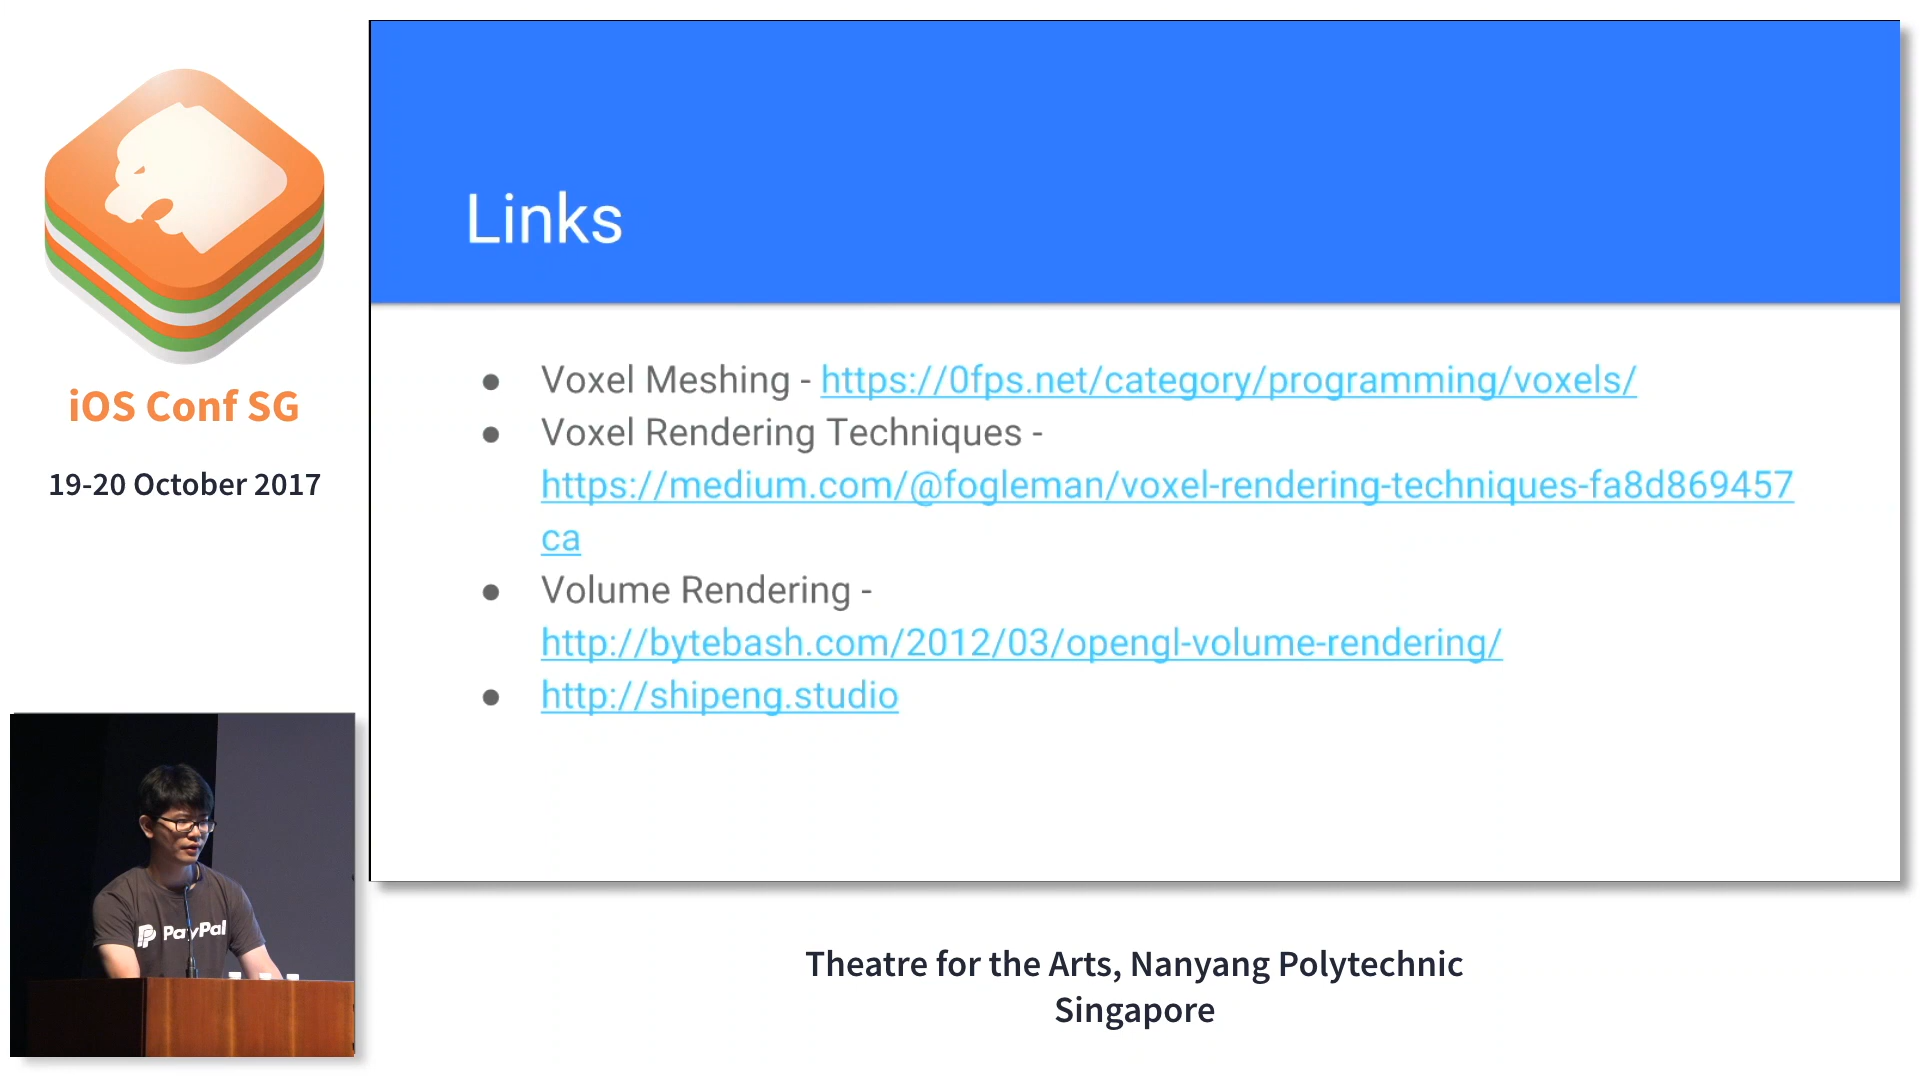 iOS Conf SG
19-20 October 2017
Links
● Voxel Meshing - https://0fps.net/category/programming/voxels/
● Voxel Rendering Techniques -
https://medium.com/@fogleman/voxel-rendering-techniques-fa8d869457
ca
● Volume Rendering -
http://bytebash.com/2012/03/opengl-volume-rendering/
● http://shipeng.studio
PayPal
Theatre for the Arts, Nanyang Polytechnic
Singapore